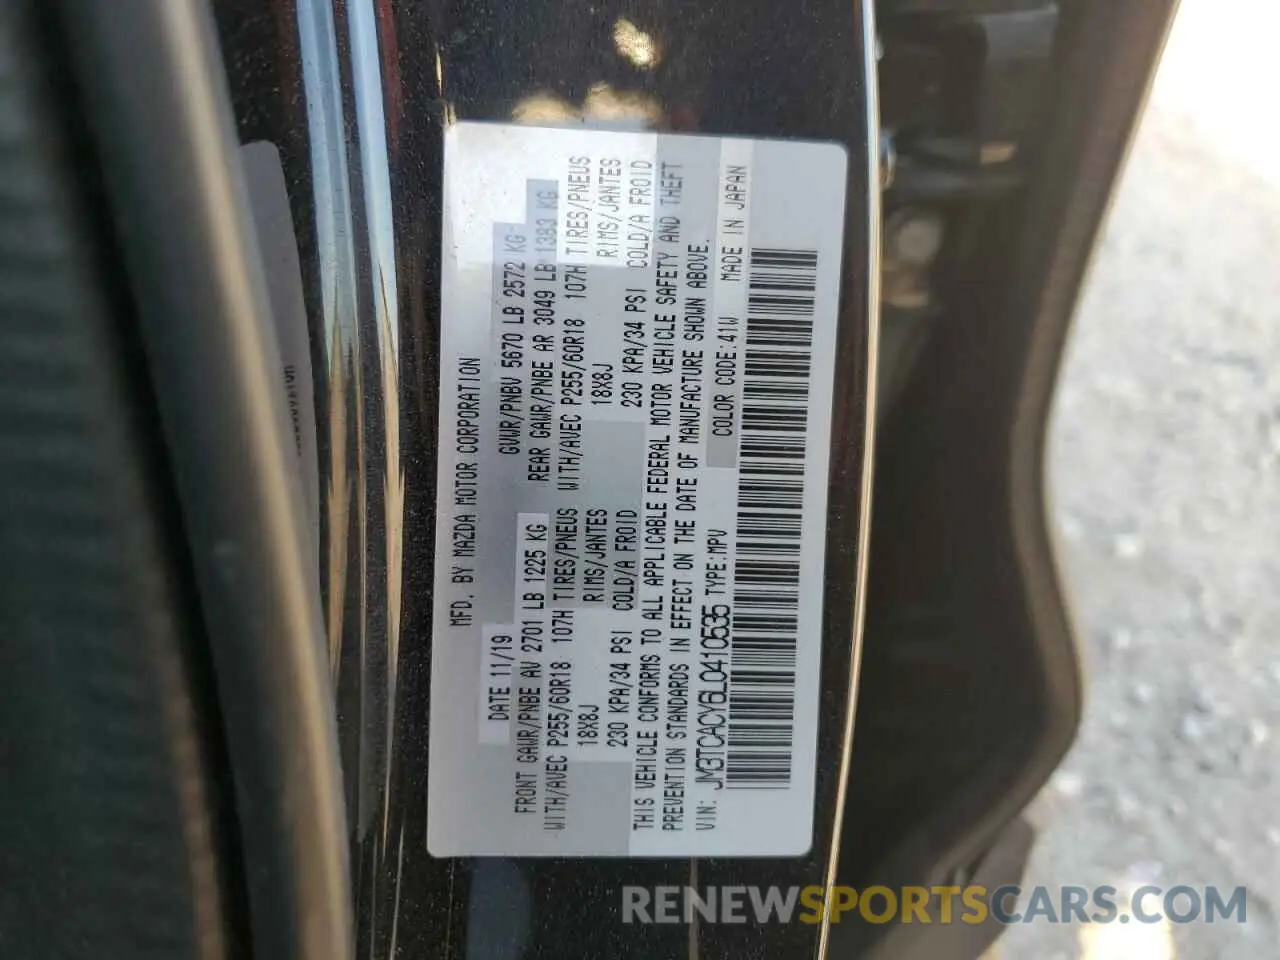 MFD. BY MAZDA MOTOR CORPORATION
DATE 11/19 GVWR/PNBV 5670 LB 2572 KG
FRONT GAWR/PNBE AV 2701 LB 1225 KG REAR GAWR/PNBE AR 3049 LB 1383 KG
WITH/AVEC P255/60R18 107H TIRES/PNEUS WITH/AVEC P255/60R18 107H TIRES/PNEUS
18X8J RIMS/JANTES 18X8J RIMS/JANTES
230 KPA/34 PSI COLD/A FROID 230 KPA/34 PSI COLD/A FROID
THIS VEHICLE CONFORMS TO ALL APPLICABLE FEDERAL MOTOR VEHICLE SAFETY AND THEFT
PREVENTION STANDARDS IN EFFECT ON THE DATE OF MANUFACTURE SHOWN ABOVE.
VIN: JM3TCACY6L0410535 TYPE:MPV COLOR CODE:41W MADE IN JAPAN
RENEWSPORTSCARS.COM